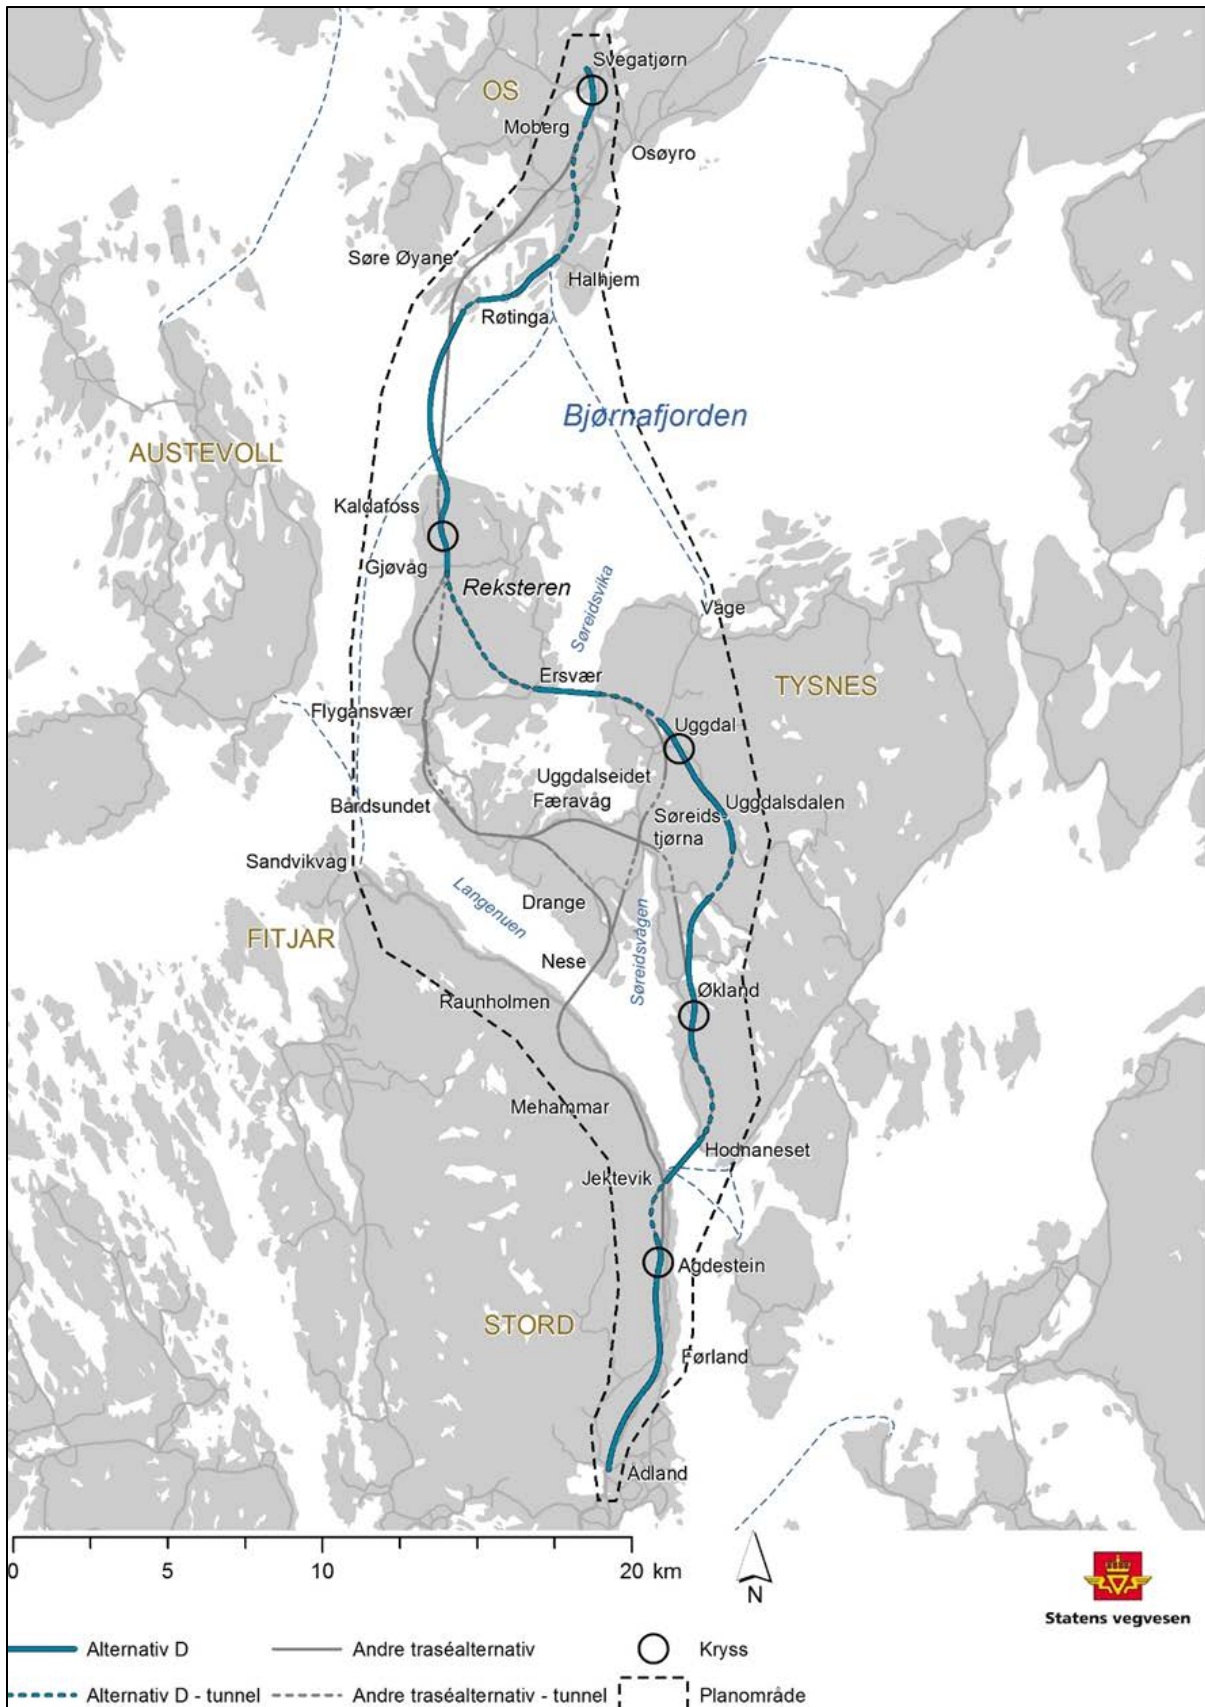 Svegatjørn
OS
Moberg
Osøyro
Søre Øyane
Halhjem
Røtinga
Bjørnafjorden
AUSTEVOLL
Kaldafoss
Gjøvåg
Reksteren
Søreidsvika
Våge
Ersvær
TYSNES
Flygansvær
Uggdal
Uggdalseidet
Bårdsundet
Færavåg
Uggdalsdalen
Søreids-
tjørna
Sandvikvåg
Langenuen
Drange
FITJAR
Søreidsvågen
Nese
Økland
Raunholmen
Mehammar
Hodnaneset
Jektevik
Agdestein
STORD
Førland
Ådland
0 5 10 20 km
N
Statens vegvesen
Alternativ D Andre traséalternativ Kryss
Alternativ D - tunnel Andre traséalternativ - tunnel Planområde